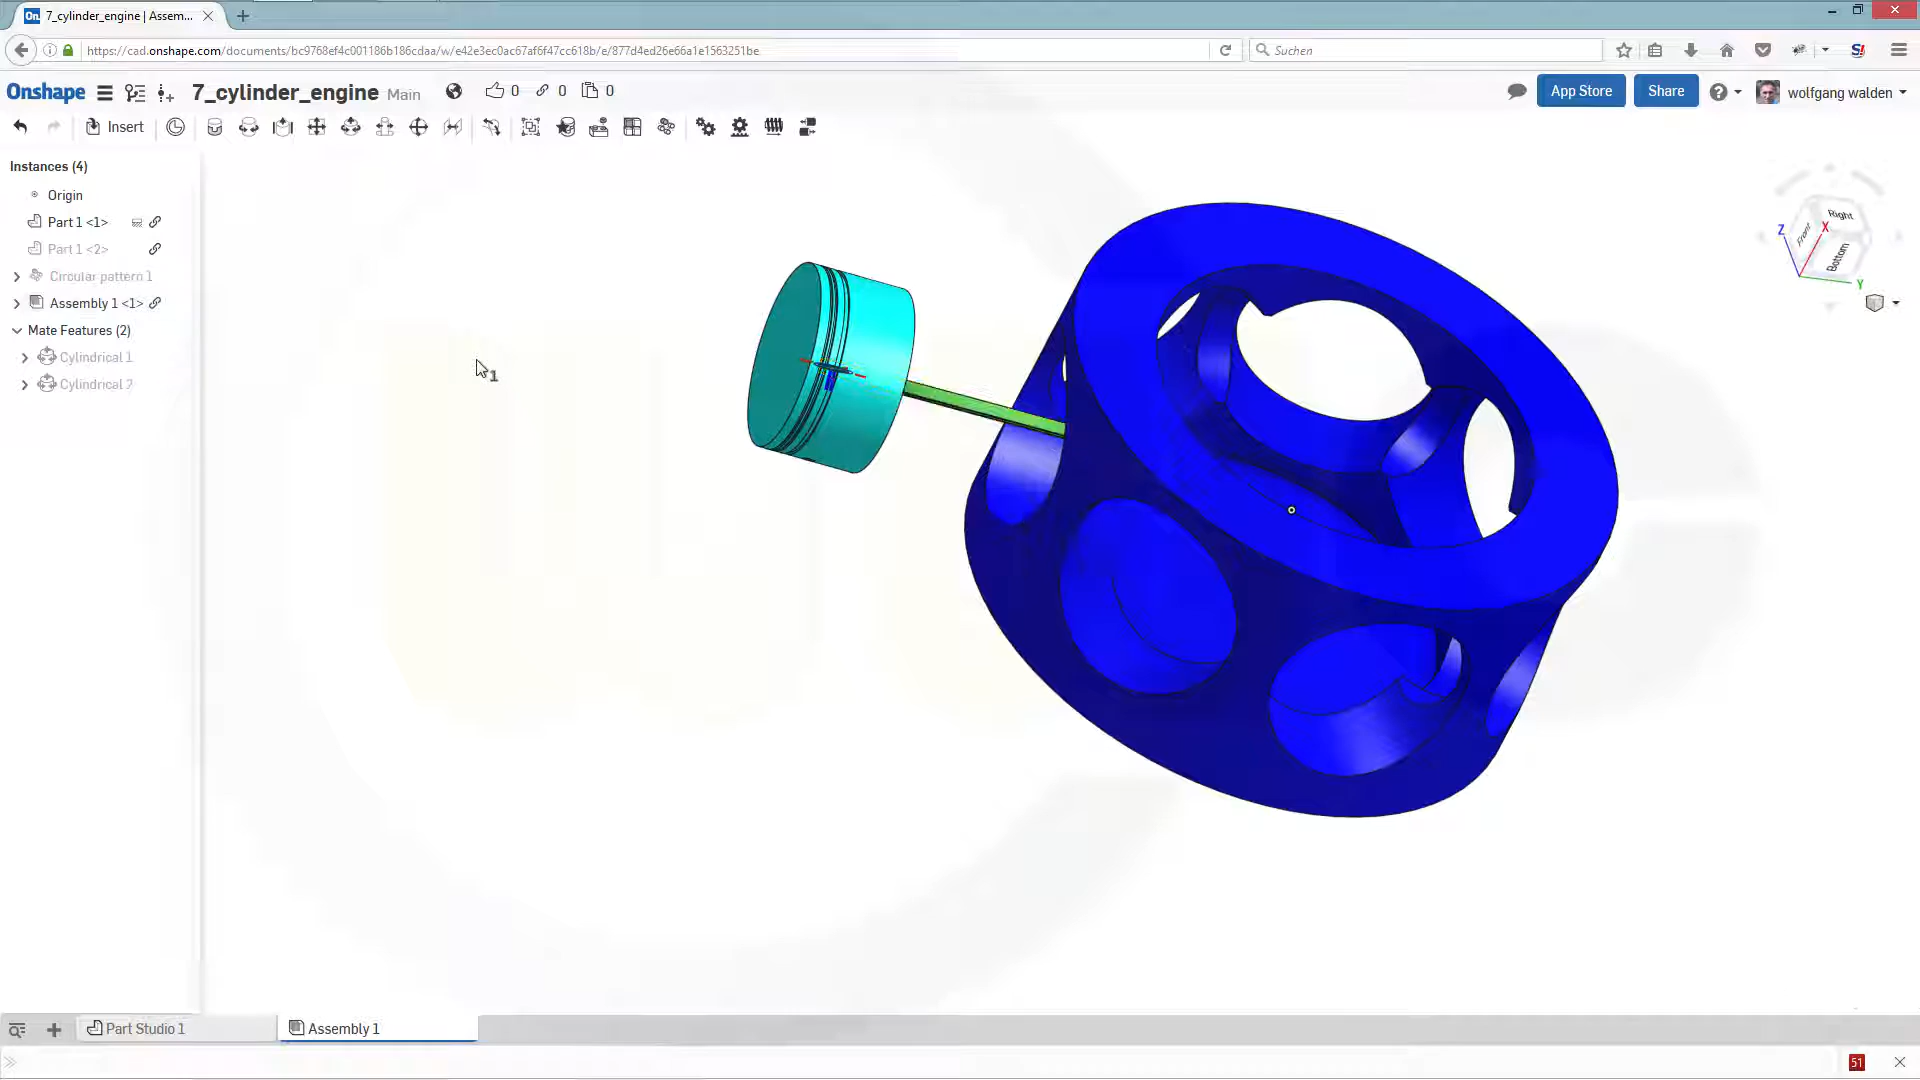 7_cylinder_engine | Assem...
https://cad.onshape.com/documents/bc9768ef4c001186b186cdaa/w/e42e3ec0ac67af6f47cc618b/e/877d4ed26e66a1e1563251be
Suchen
Onshape
7_cylinder_engine Main
0
0
0
App Store
Share
wolfgang walden
Insert
Instances (4)
Origin
Part 1 <1>
Part 1 <2>
Circular pattern 1
Assembly 1 <1>
Mate Features (2)
Cylindrical 1
Cylindrical 2
1
Right
Front
Bottom
Z
X
Y
Part Studio 1
Assembly 1
51